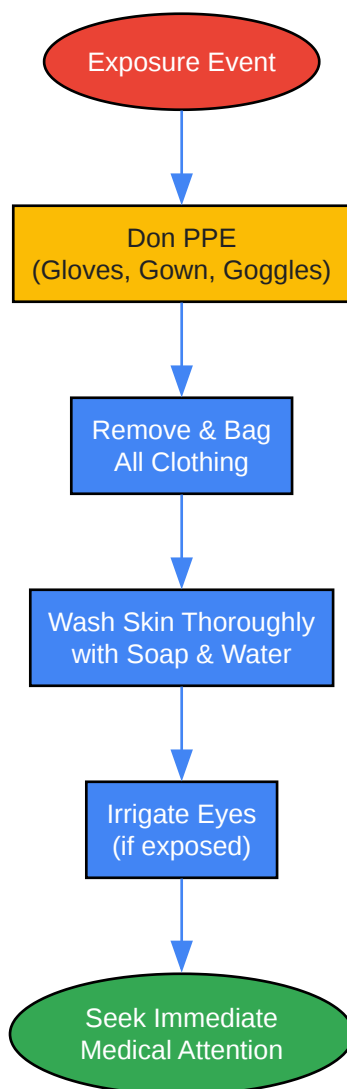 Exposure Event
Don PPE
(Gloves, Gown, Goggles)
Remove & Bag
All Clothing
Wash Skin Thoroughly
with Soap & Water
Irrigate Eyes
(if exposed)
Seek Immediate
Medical Attention